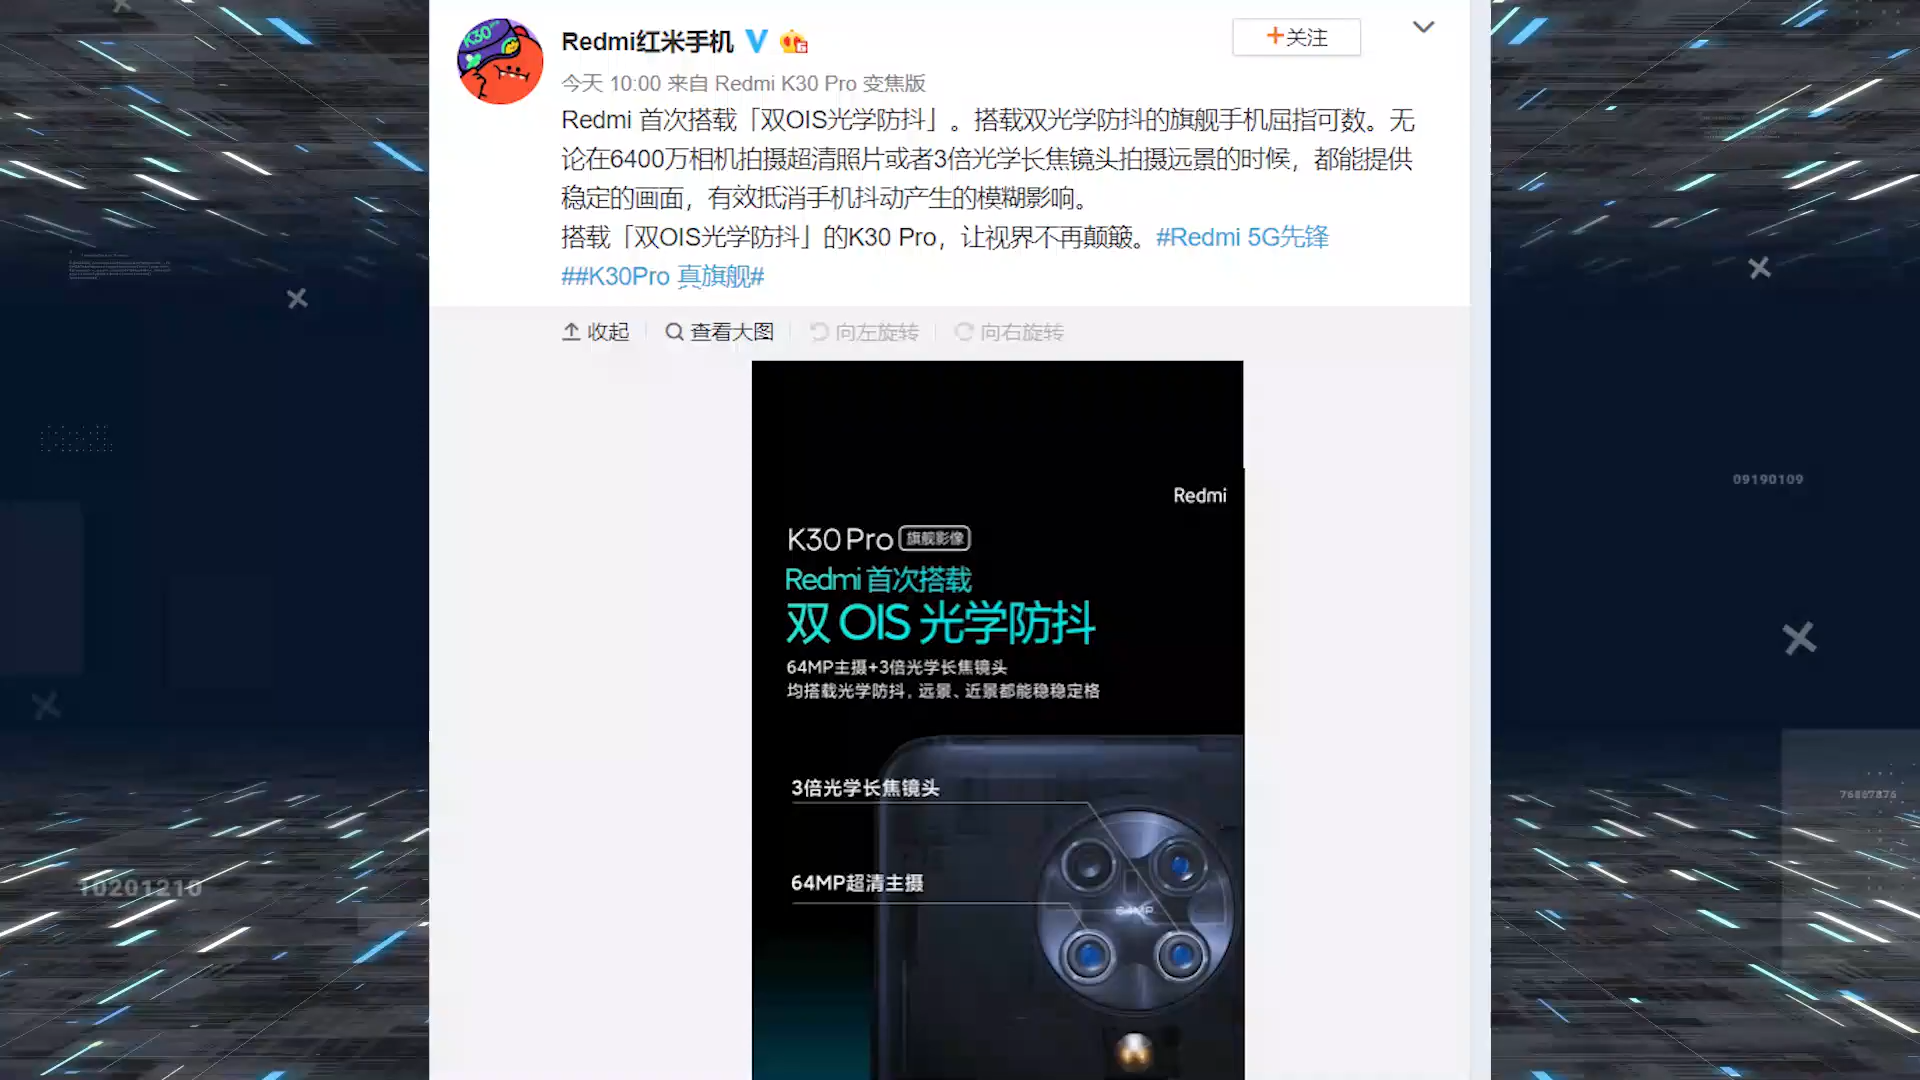 Redmi红米手机
+关注
今天 10:00 来自 Redmi K30 Pro 变焦版
Redmi 首次搭载「双OIS光学防抖」。搭载双光学防抖的旗舰手机屈指可数。无
论在6400万相机拍摄超清照片或者3倍光学长焦镜头拍摄远景的时候，都能提供
稳定的画面，有效抵消手机抖动产生的模糊影响。
搭载「双OIS光学防抖」的K30 Pro，让视界不再颠簸。#Redmi 5G先锋
##K30Pro 真旗舰#
收起
查看大图
向左旋转
向右旋转
Redmi
K30 Pro 旗舰影像
Redmi 首次搭载
双 OIS 光学防抖
64MP主摄+3倍光学长焦镜头
均搭载光学防抖，远景、近景都能稳稳定格
3倍光学长焦镜头
64MP超清主摄
64MP
09190109
76887876
10201210